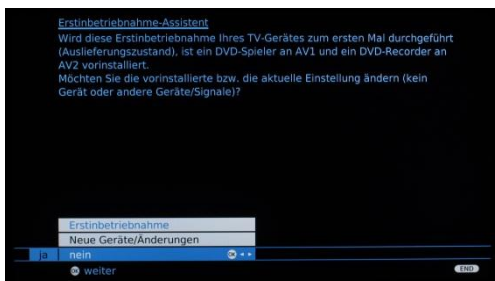 Erstinbetriebnahme-Assistent
Wird diese Erstinbetriebnahme Ihres TV-Gerätes zum ersten Mal durchgeführt
(Auslieferungszustand), ist ein DVD-Spieler an AV1 und ein DVD-Recorder an
AV2 vorinstalliert.
Möchten Sie die vorinstallierte bzw. die aktuelle Einstellung ändern (kein
Gerät oder andere Geräte/Signale)?
Erstinbetriebnahme
Neue Geräte/Änderungen
ja nein OK
OK weiter END